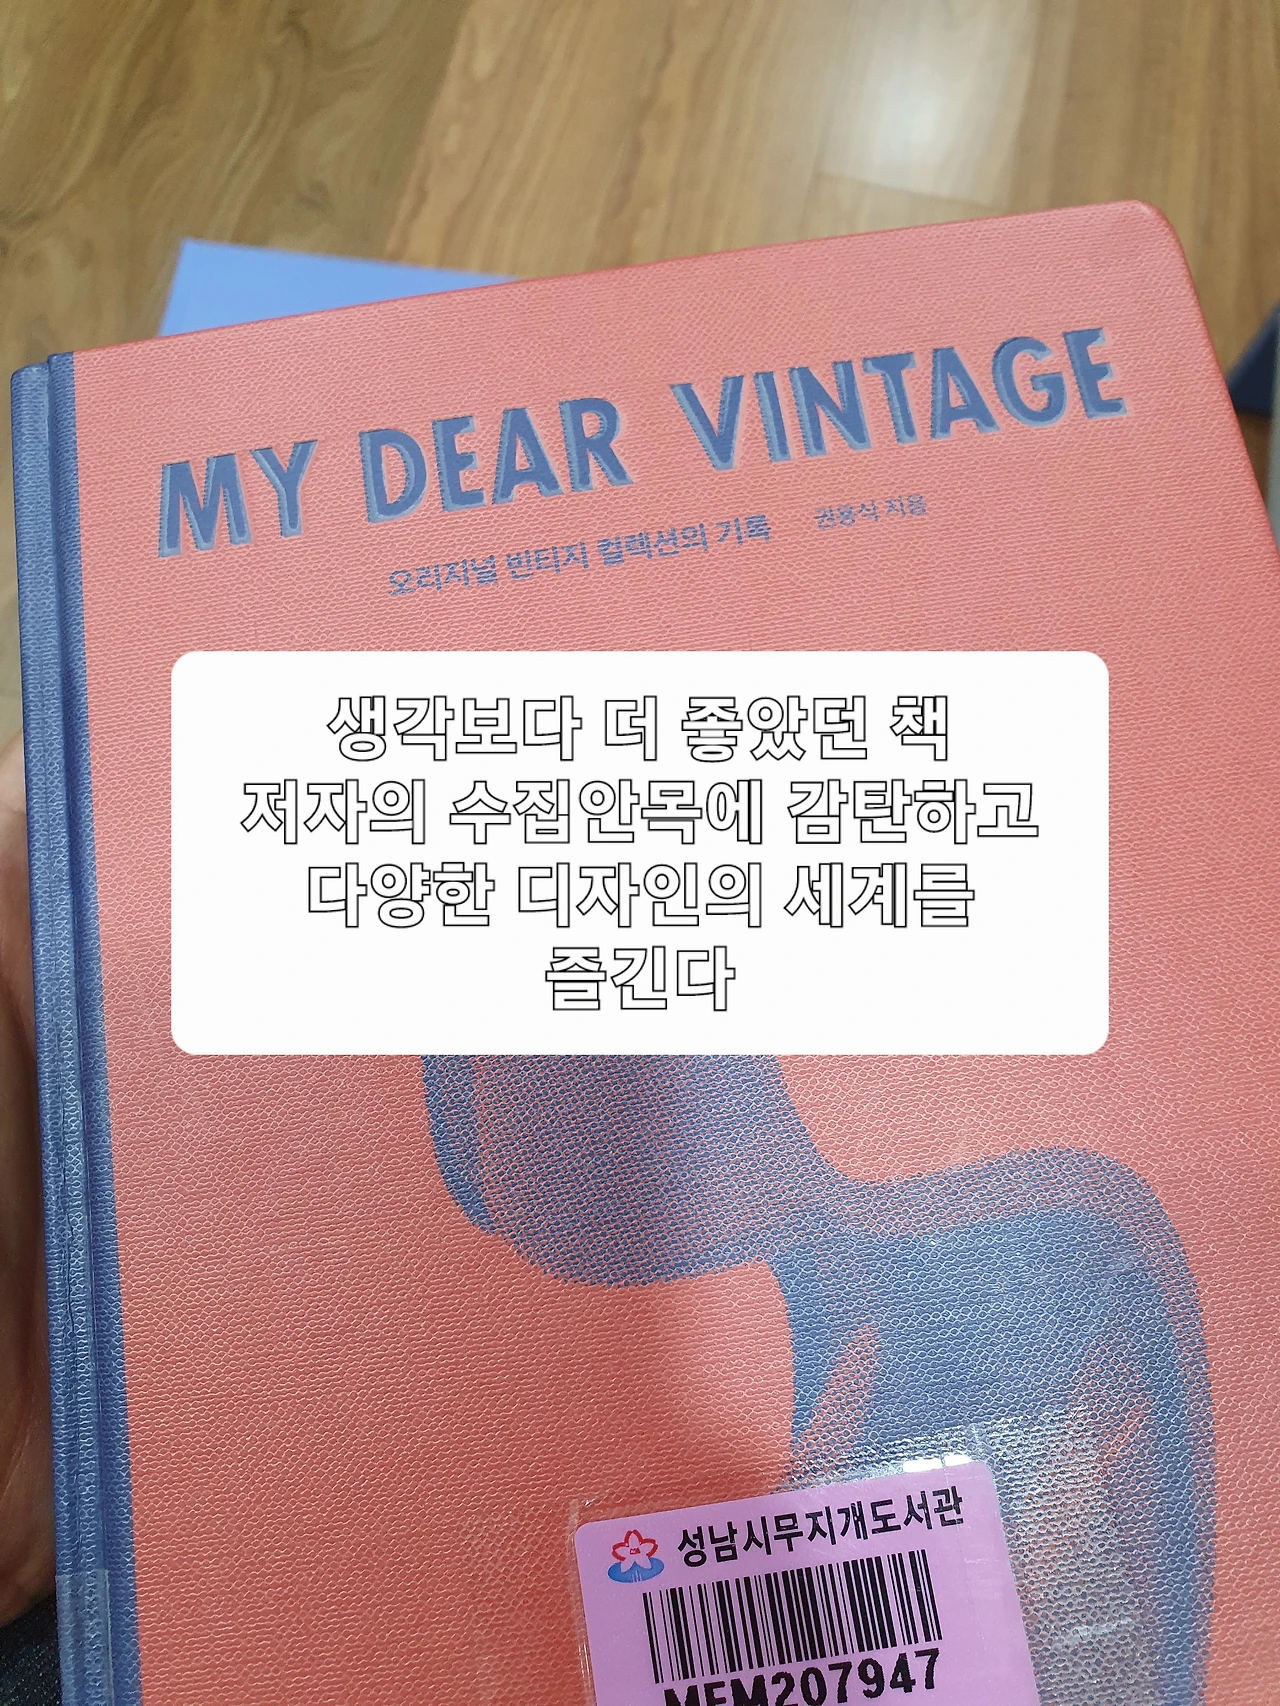 MY DEAR VINTAGE
오리지널 빈티지 컬렉션의 기록 권용식 지음
생각보다 더 좋았던 책
저자의 수집안목에 감탄하고
다양한 디자인의 세계를
즐긴다
성남시무지개도서관
MEM207947